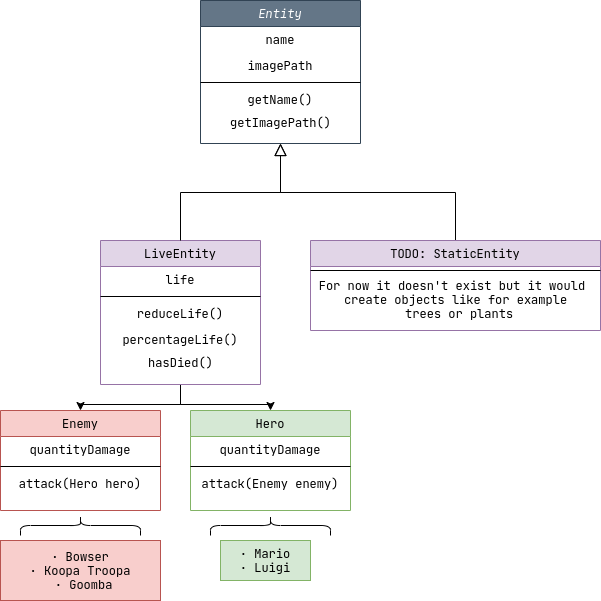 Entity
name
imagePath
getName()
getImagePath()
LiveEntity
life
reduceLife()
percentageLife()
hasDied()
TODO: StaticEntity
For now it doesn't exist but it would
create objects like for example
trees or plants
Enemy
quantityDamage
attack(Hero hero)
Hero
quantityDamage
attack(Enemy enemy)
· Bowser
· Koopa Troopa
· Goomba
· Mario
· Luigi